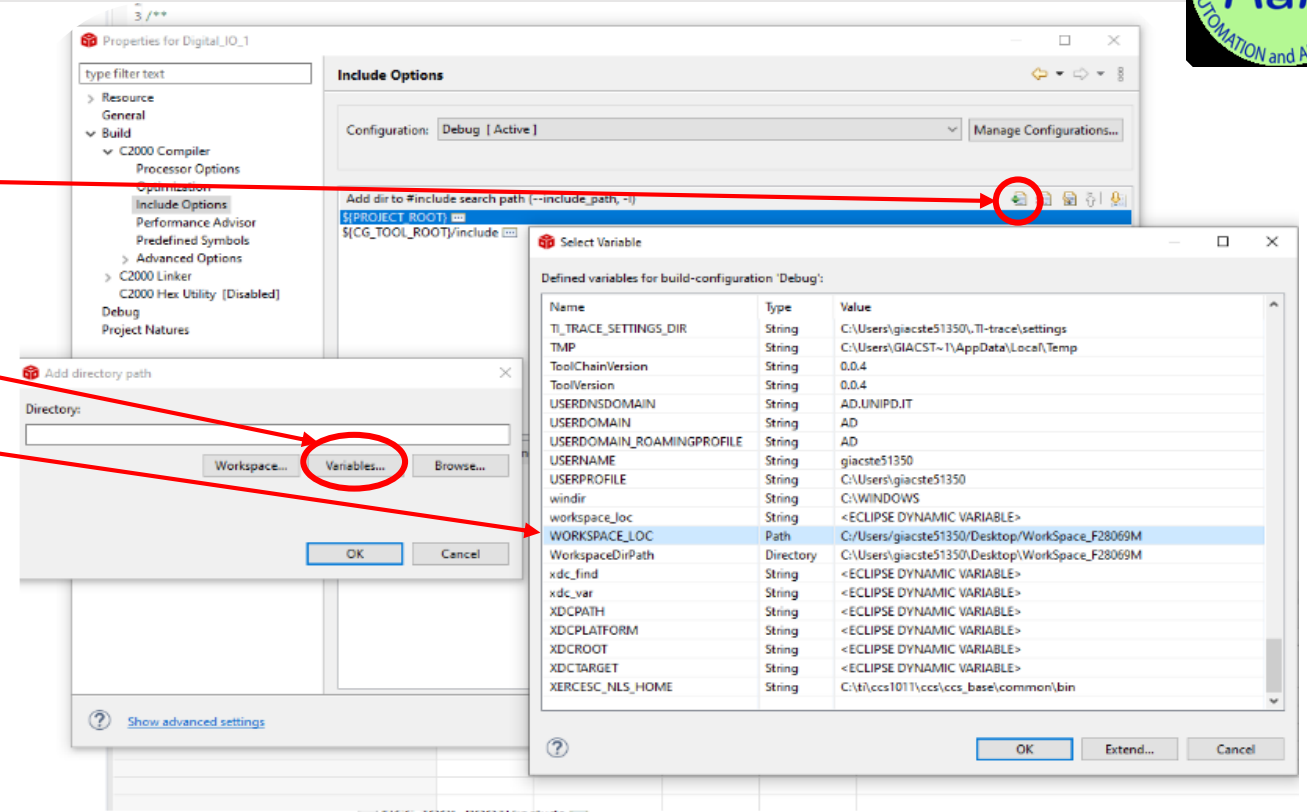 3 /**
Properties for Digital_IO_1
type filter text
Include Options
Resource
General
Build
C2000 Compiler
Processor Options
Optimization
Include Options
Performance Advisor
Predefined Symbols
Advanced Options
C2000 Linker
C2000 Hex Utility [Disabled]
Debug
Project Natures
Configuration: Debug [ Active ]
Manage Configurations...
Add dir to #include search path (--include_path, -I)
${PROJECT_ROOT}
${CG_TOOL_ROOT}/include
Show advanced settings
Add directory path
Directory:
Workspace... Variables... Browse...
OK Cancel
Select Variable
Defined variables for build-configuration 'Debug':
Name Type Value
TI_TRACE_SETTINGS_DIR String C:\Users\giacste51350\.TI-trace\settings
TMP String C:\Users\GIACST~1\AppData\Local\Temp
ToolChainVersion String 0.0.4
ToolVersion String 0.0.4
USERDNSDOMAIN String AD.UNIPD.IT
USERDOMAIN String AD
USERDOMAIN_ROAMINGPROFILE String AD
USERNAME String giacste51350
USERPROFILE String C:\Users\giacste51350
windir String C:\WINDOWS
workspace_loc String <ECLIPSE DYNAMIC VARIABLE>
WORKSPACE_LOC Path C:/Users/giacste51350/Desktop/WorkSpace_F28069M
WorkspaceDirPath Directory C:\Users\giacste51350\Desktop\WorkSpace_F28069M
xdc_find String <ECLIPSE DYNAMIC VARIABLE>
xdc_var String <ECLIPSE DYNAMIC VARIABLE>
XDCPATH String <ECLIPSE DYNAMIC VARIABLE>
XDCPLATFORM String <ECLIPSE DYNAMIC VARIABLE>
XDCROOT String <ECLIPSE DYNAMIC VARIABLE>
XDCTARGET String <ECLIPSE DYNAMIC VARIABLE>
XERCESC_NLS_HOME String C:\ti\ccs1011\ccs\ccs_base\common\bin
OK Extend... Cancel